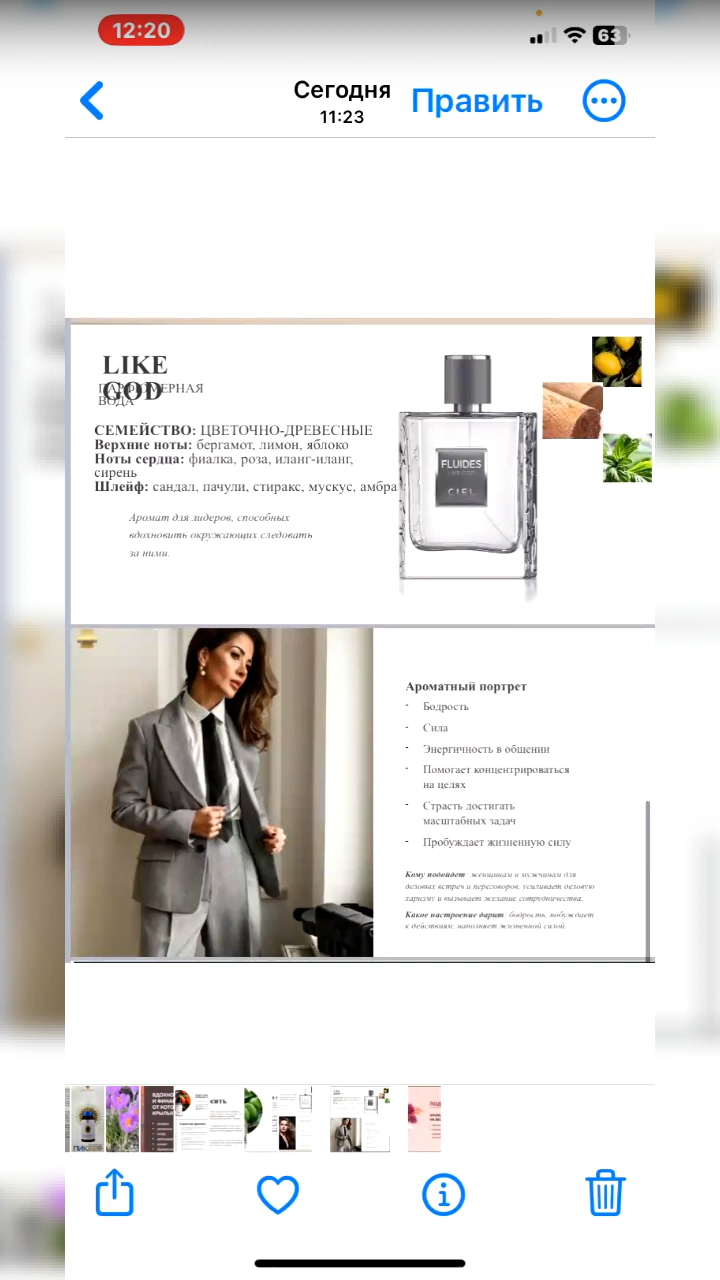 12:20
63
Сегодня
11:23
Править
LIKE
GOD
ПАРФЮМЕРНАЯ
ВОДА
СЕМЕЙСТВО: ЦВЕТОЧНО-ДРЕВЕСНЫЕ
Верхние ноты: бергамот, лимон, яблоко
Ноты сердца: фиалка, роза, иланг-иланг,
сирень
Шлейф: сандал, пачули, стиракс, мускус, амбра
Аромат для лидеров, способных
вдохновить окружающих следовать
за ними.
FLUIDES
LIKE GOD
CIEL
Ароматный портрет
- Бодрость
- Сила
- Энергичность в общении
- Помогает концентрироваться
на целях
- Страсть достигать
масштабных задач
- Пробуждает жизненную силу
Кому подойдет женщинам и мужчинам для
деловых встреч и переговоров, усиливает деловую
харизму и вызывает желание сотрудничества.
Какое настроение дарит бодрость, побуждает
к действиям, наполняет жизненной силой.